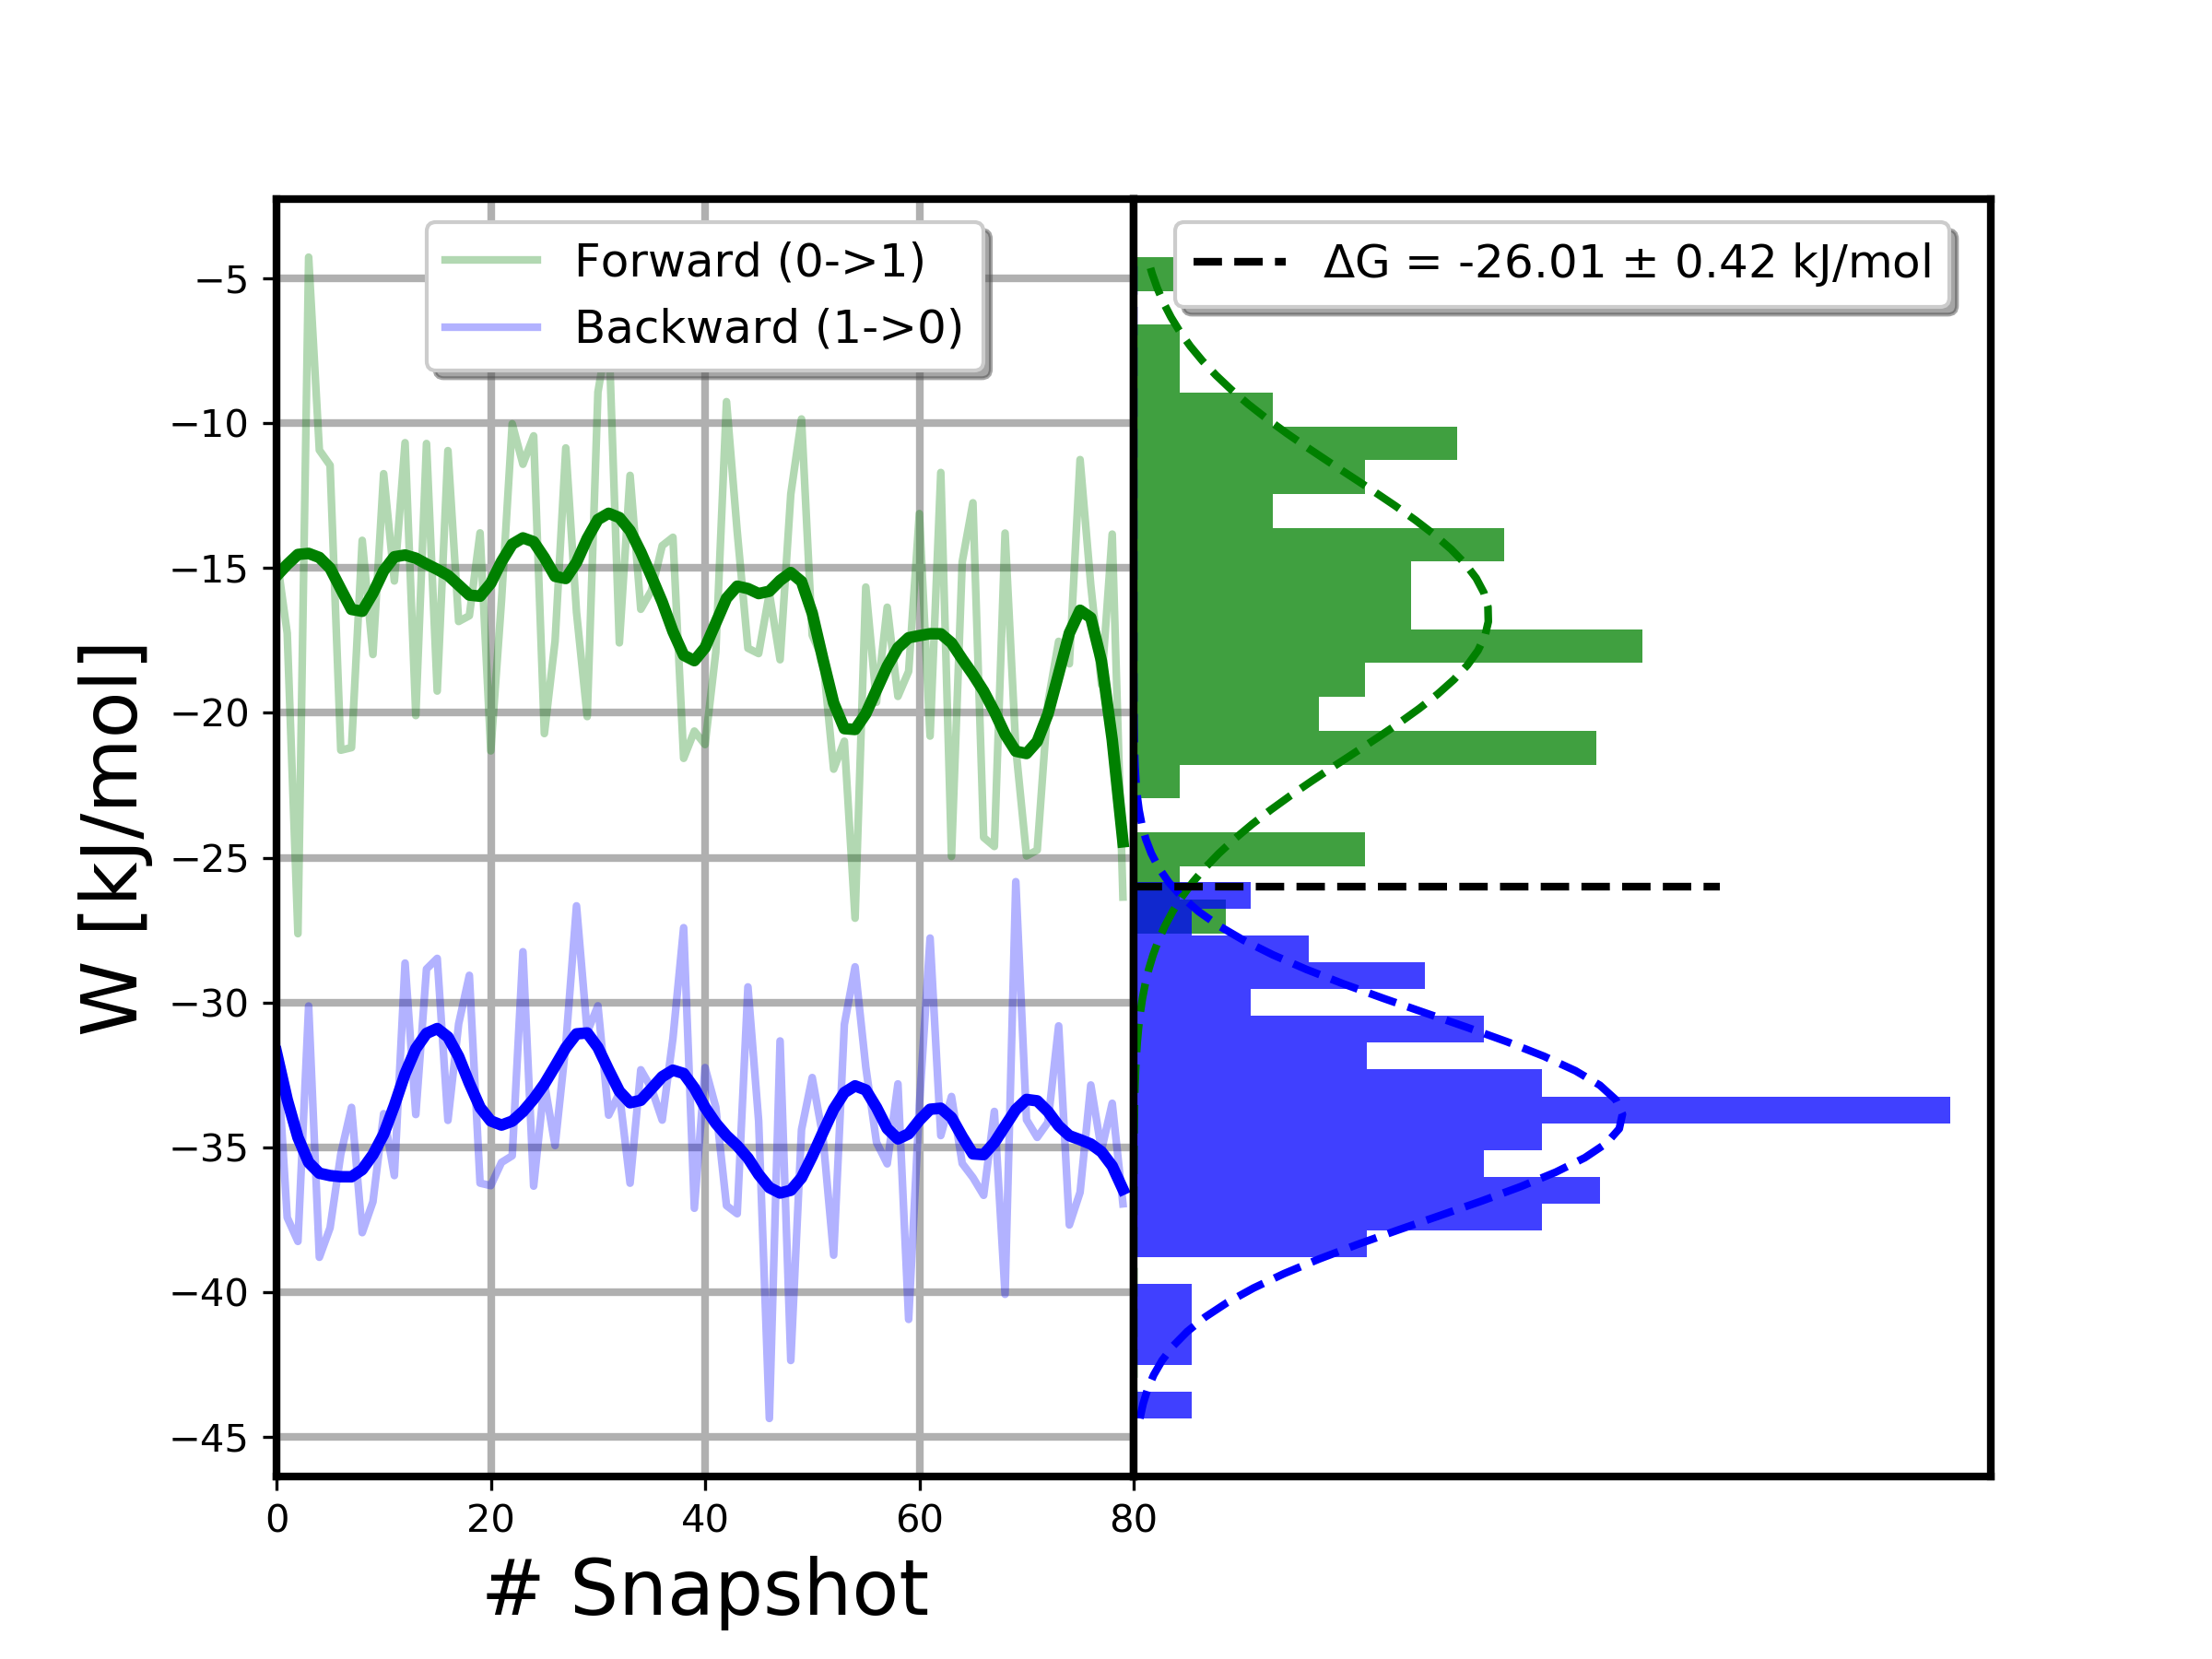 Forward (0->1)
Backward (1->0)
ΔG = -26.01 ± 0.42 kJ/mol
−5
−10
−15
−20
−25
−30
−35
−40
−45
W [kJ/mol]
0 20 40 60 80
# Snapshot